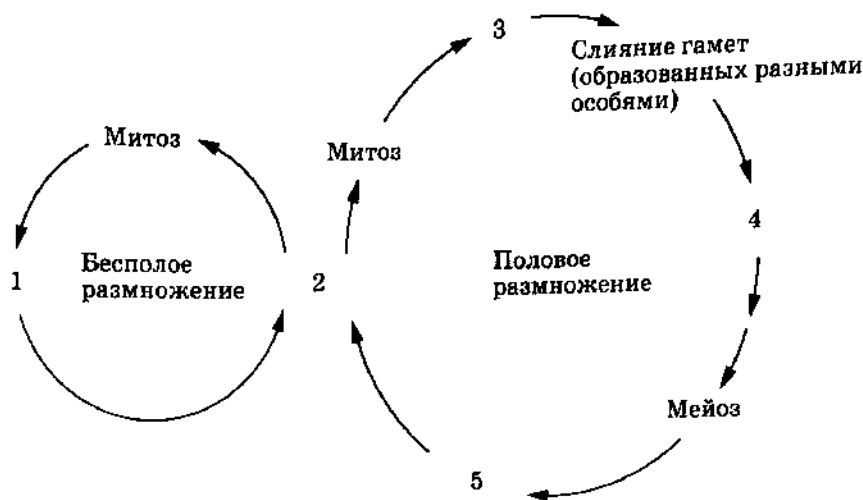 3
Слияние гамет
(образованных разными
особями)
Митоз
Митоз
4
1
Бесполое
размножение
2
Половое
размножение
Мейоз
5